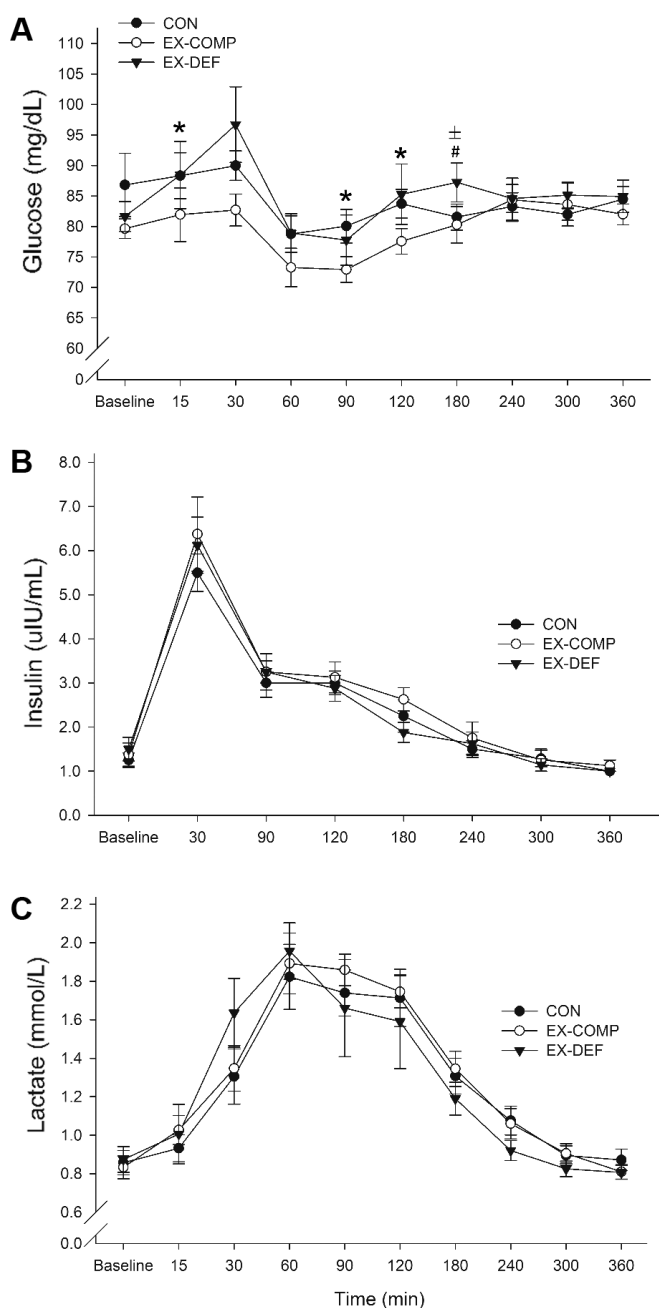 A
CON
EX-COMP
EX-DEF
Glucose (mg/dL)
110
105
100
95
90
85
80
75
70
65
60
0
*
*
*
‡
#
Baseline 15 30 60 90 120 180 240 300 360
B
Insulin (uIU/mL)
8.0
7.0
6.0
5.0
4.0
3.0
2.0
1.0
0.0
CON
EX-COMP
EX-DEF
Baseline 30 90 120 180 240 300 360
C
Lactate (mmol/L)
2.2
2.0
1.8
1.6
1.4
1.2
1.0
0.8
0.6
0.0
CON
EX-COMP
EX-DEF
Baseline 15 30 60 90 120 180 240 300 360
Time (min)